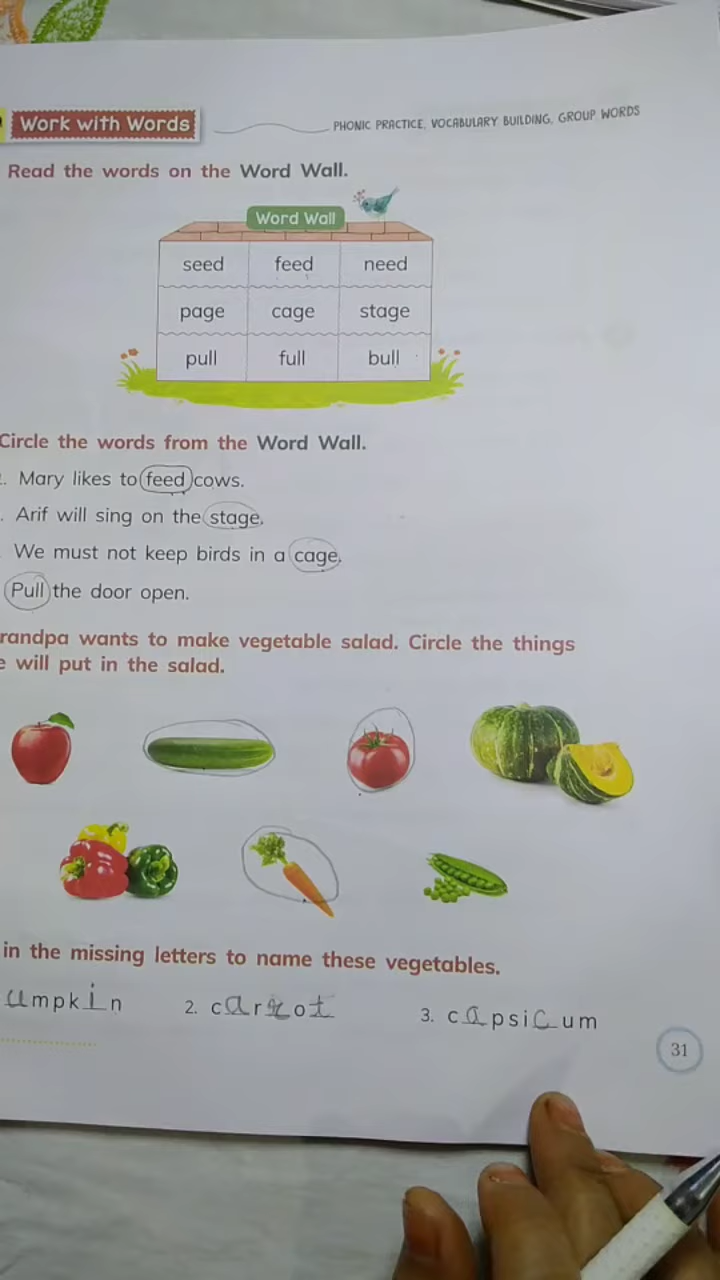 Work with Words
PHONIC PRACTICE, VOCABULARY BUILDING, GROUP WORDS
Read the words on the Word Wall.
Word Wall
seed feed need
page cage stage
pull full bull
Circle the words from the Word Wall.
. Mary likes to feed cows.
. Arif will sing on the stage.
We must not keep birds in a cage.
Pull the door open.
randpa wants to make vegetable salad. Circle the things
e will put in the salad.
in the missing letters to name these vegetables.
umpkin 2. carrot 3. capsicum
31